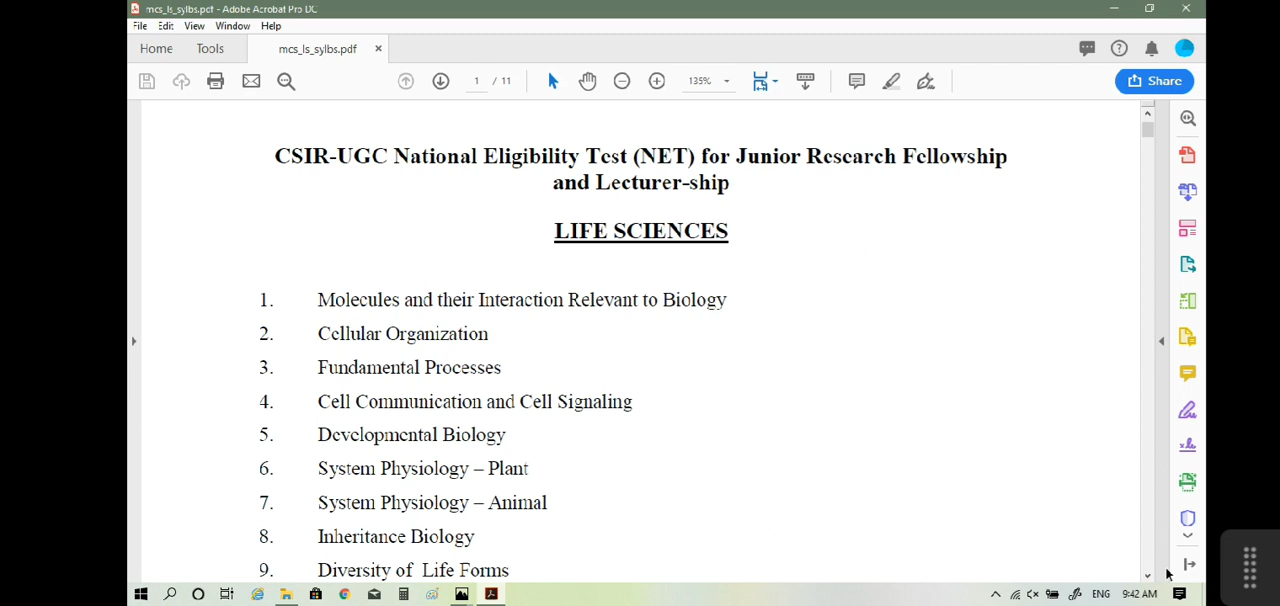 mcs_ls_sylbs.pdf - Adobe Acrobat Pro DC
File Edit View Window Help
Home Tools mcs_ls_sylbs.pdf ×
1 / 11 135% Share
CSIR-UGC National Eligibility Test (NET) for Junior Research Fellowship
and Lecturer-ship
LIFE SCIENCES
1. Molecules and their Interaction Relevant to Biology
2. Cellular Organization
3. Fundamental Processes
4. Cell Communication and Cell Signaling
5. Developmental Biology
6. System Physiology – Plant
7. System Physiology – Animal
8. Inheritance Biology
9. Diversity of Life Forms
ENG 9:42 AM